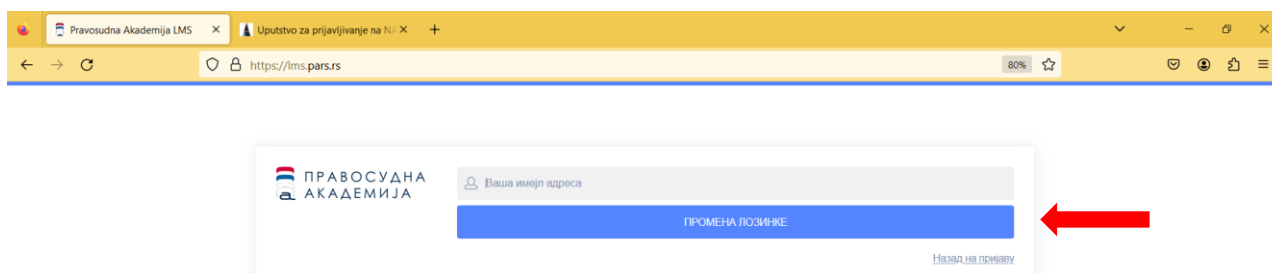 Pravosudna Akademija LMS
Uputstvo za prijavljivanje na NA
https://lms.pars.rs
80%
ПРАВОСУДНА
АКАДЕМИЈА
Ваша имејл адреса
ПРОМЕНА ЛОЗИНКЕ
Назад на пријаву